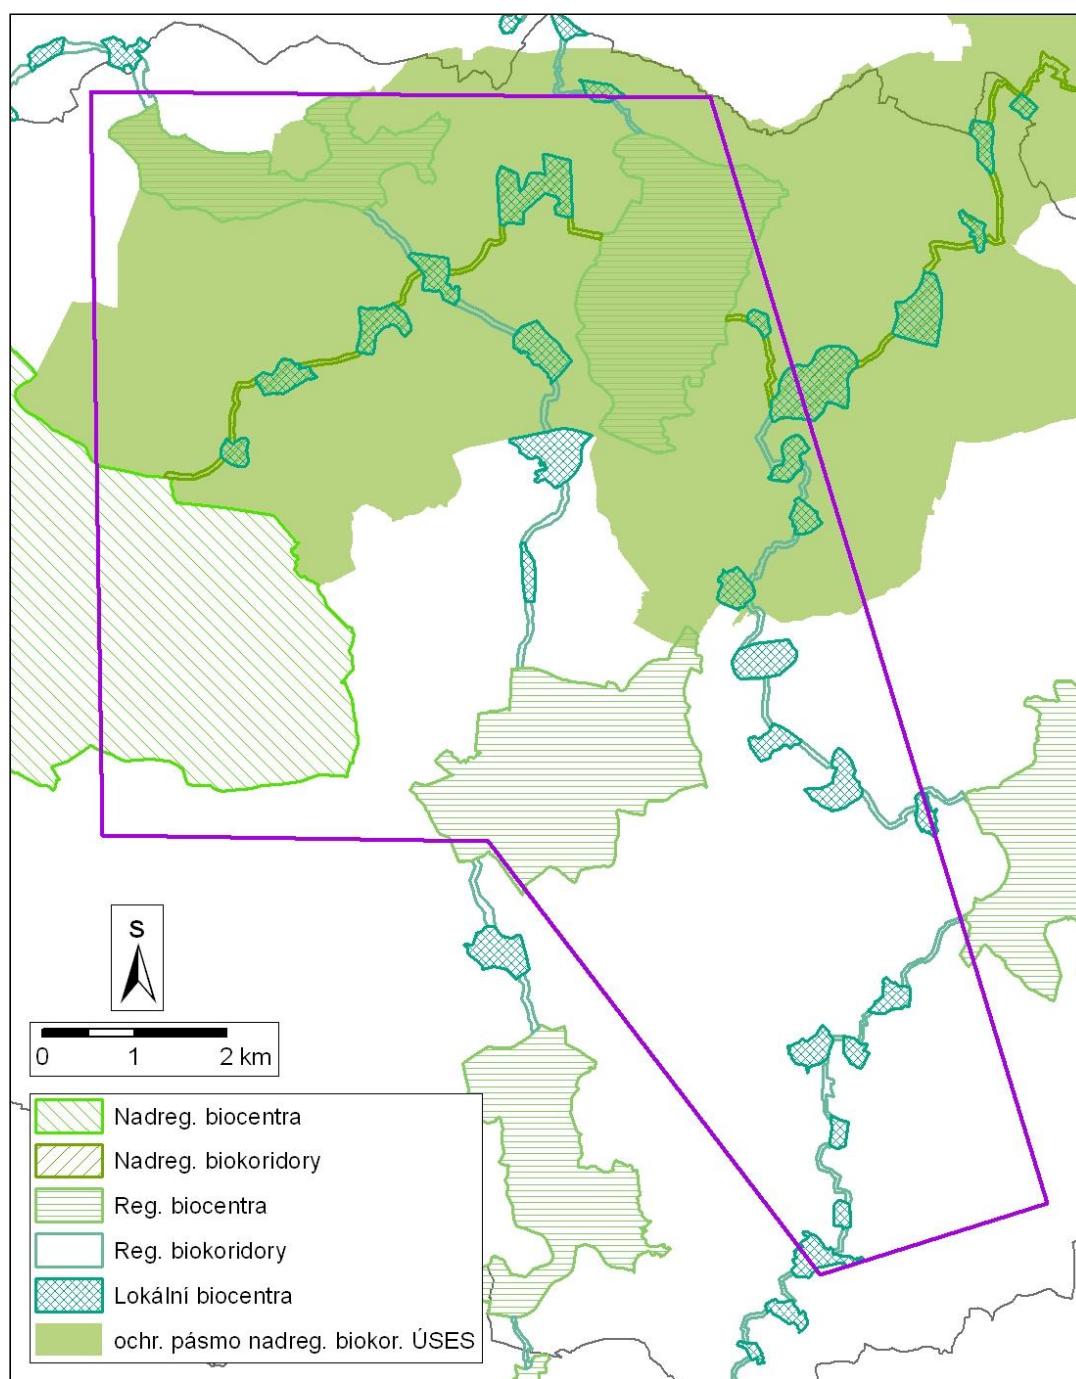 S
0 1 2 km
Nadreg. biocentra
Nadreg. biokoridory
Reg. biocentra
Reg. biokoridory
Lokální biocentra
ochr. pásmo nadreg. biokor. ÚSES